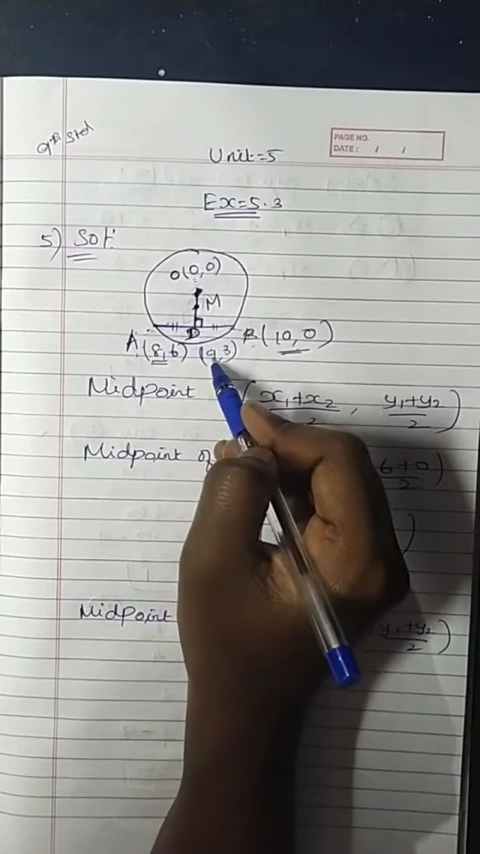 9th Std
PAGE NO.
DATE: / /
Unit=5
Ex=5.3
5) Sol:
O(0,0)
M
D
A(8,6) (9,3) B(10,0)
Midpoint (x₁+x₂/2, y₁+y₂/2)
Midpoint of 6+0/2)
)
Midpoint y₁+y₂/2)